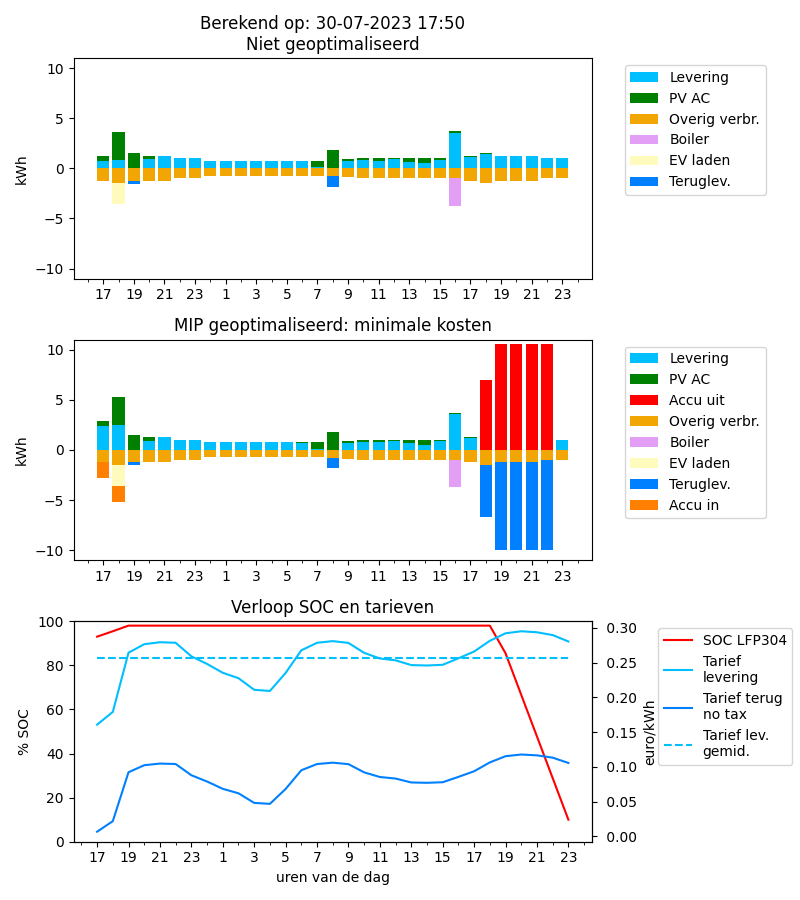 Berekend op: 30-07-2023 17:50
Niet geoptimaliseerd
10
5
0
−5
−10
kWh
17 19 21 23 1 3 5 7 9 11 13 15 17 19 21 23
Levering
PV AC
Overig verbr.
Boiler
EV laden
Teruglev.
MIP geoptimaliseerd: minimale kosten
10
5
0
−5
−10
kWh
17 19 21 23 1 3 5 7 9 11 13 15 17 19 21 23
Levering
PV AC
Accu uit
Overig verbr.
Boiler
EV laden
Teruglev.
Accu in
Verloop SOC en tarieven
100
80
60
40
20
0
% SOC
17 19 21 23 1 3 5 7 9 11 13 15 17 19 21 23
uren van de dag
0.30
0.25
0.20
0.15
0.10
0.05
0.00
euro/kWh
SOC LFP304
Tarief
levering
Tarief terug
no tax
Tarief lev.
gemid.